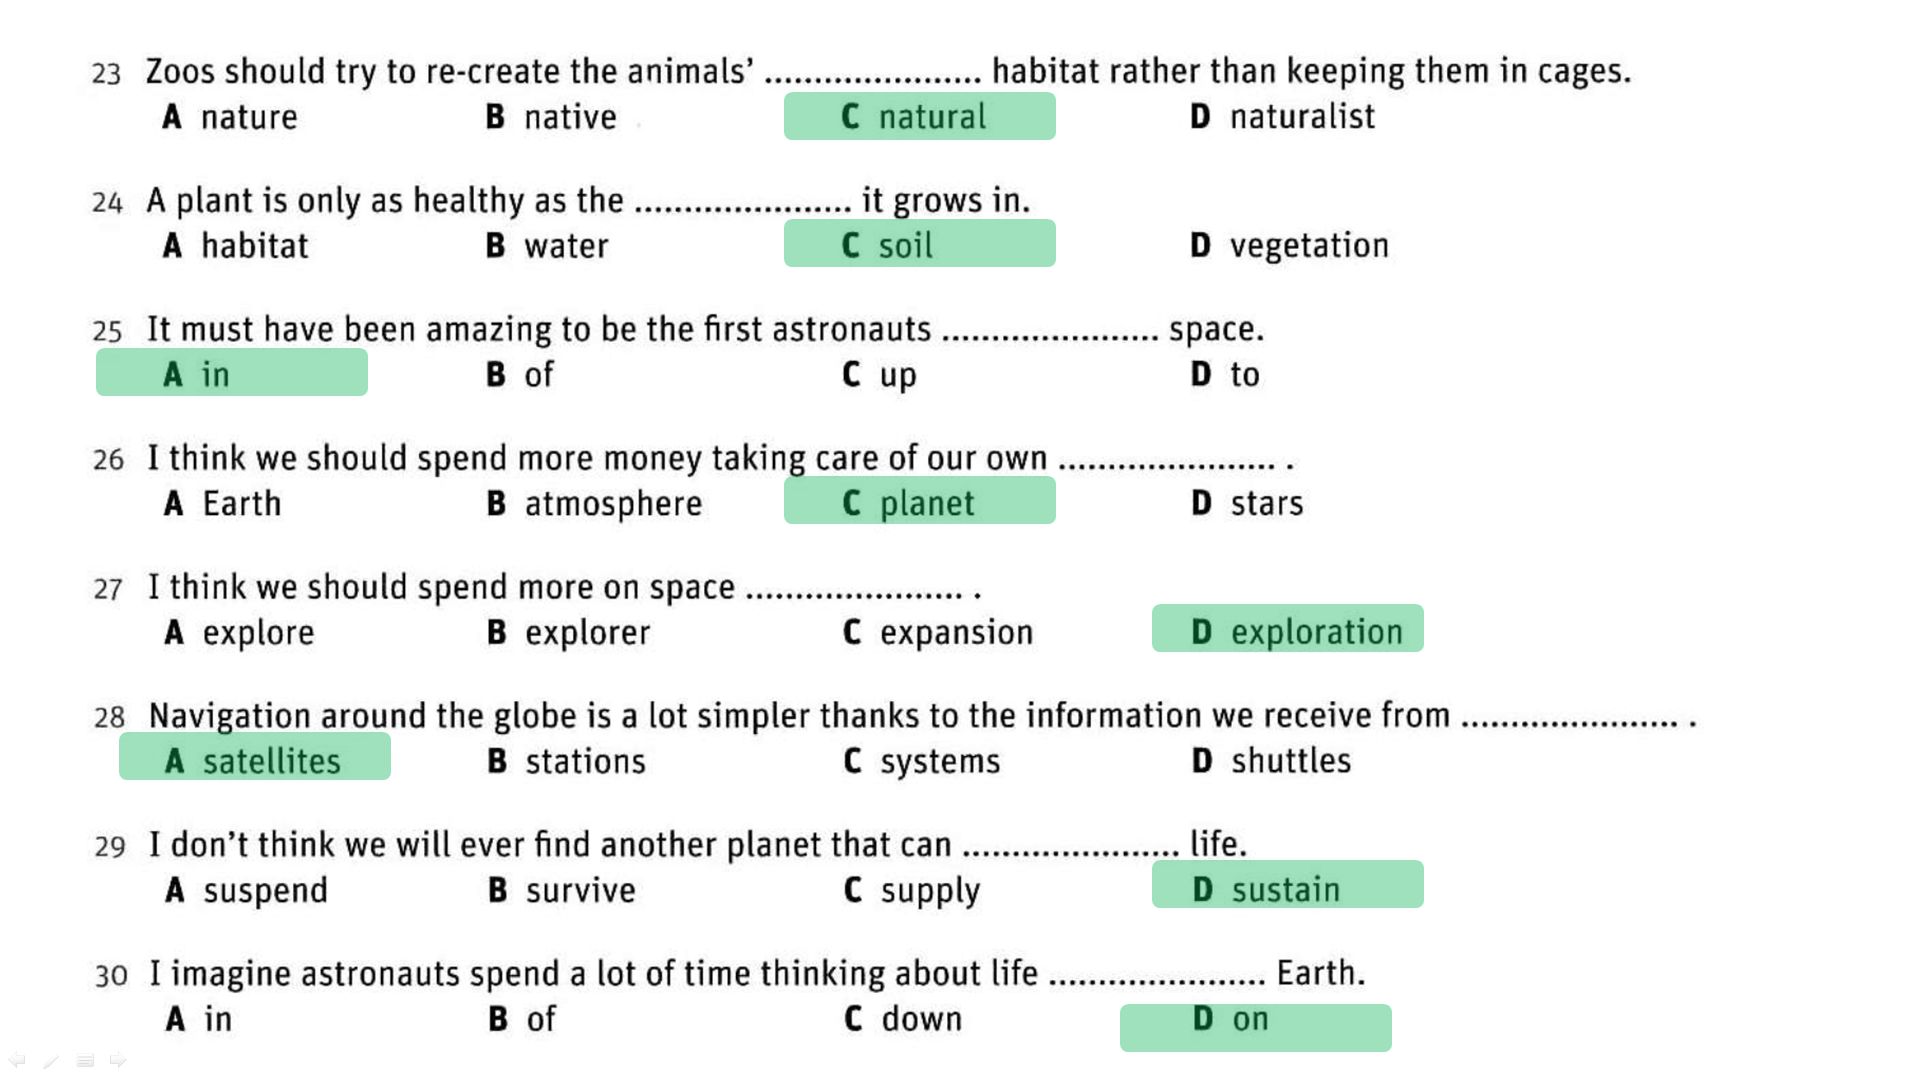 23 Zoos should try to re-create the animals’ ...................... habitat rather than keeping them in cages.
A nature B native C natural D naturalist
24 A plant is only as healthy as the ...................... it grows in.
A habitat B water C soil D vegetation
25 It must have been amazing to be the first astronauts ...................... space.
A in B of C up D to
26 I think we should spend more money taking care of our own ...................... .
A Earth B atmosphere C planet D stars
27 I think we should spend more on space ...................... .
A explore B explorer C expansion D exploration
28 Navigation around the globe is a lot simpler thanks to the information we receive from ...................... .
A satellites B stations C systems D shuttles
29 I don’t think we will ever find another planet that can ...................... life.
A suspend B survive C supply D sustain
30 I imagine astronauts spend a lot of time thinking about life ...................... Earth.
A in B of C down D on